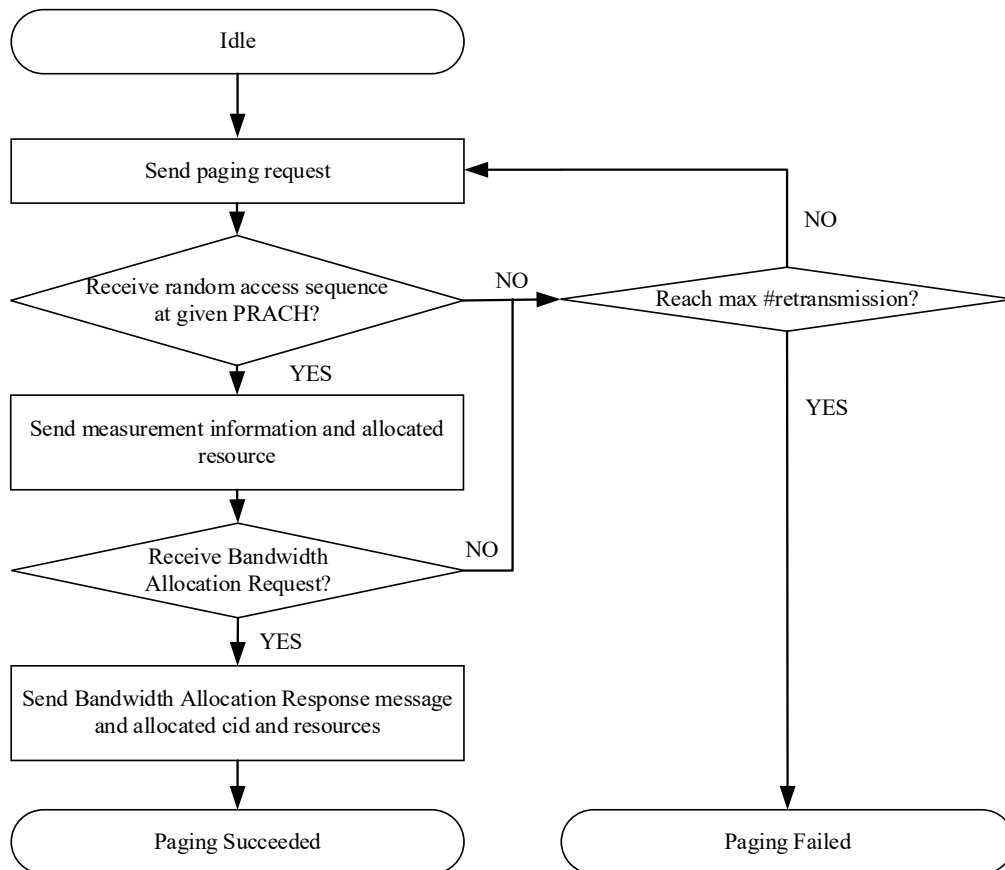 Idle
Send paging request
NO
Receive random access sequence
at given PRACH?
NO
Reach max #retransmission?
YES
YES
Send measurement information and allocated
resource
Receive Bandwidth
Allocation Request?
NO
YES
Send Bandwidth Allocation Response message
and allocated cid and resources
Paging Succeeded
Paging Failed